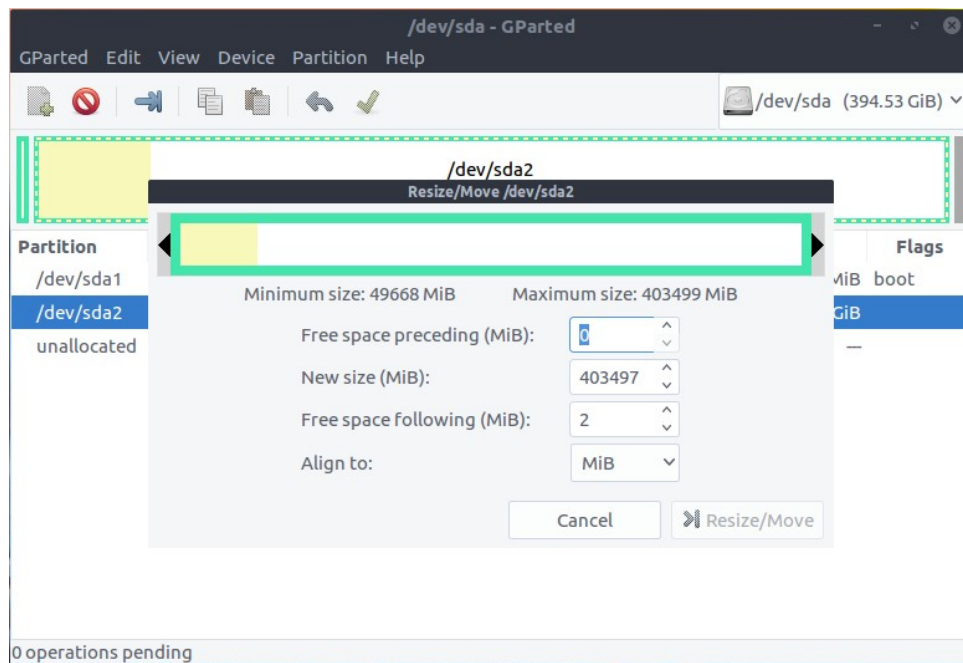 /dev/sda - GParted
GParted Edit View Device Partition Help
/dev/sda (394.53 GiB)
/dev/sda2
Resize/Move /dev/sda2
Minimum size: 49668 MiB Maximum size: 403499 MiB
Free space preceding (MiB): 0
New size (MiB): 403497
Free space following (MiB): 2
Align to: MiB
Cancel Resize/Move
Partition Flags
/dev/sda1 MiB boot
/dev/sda2 GiB
unallocated —
0 operations pending